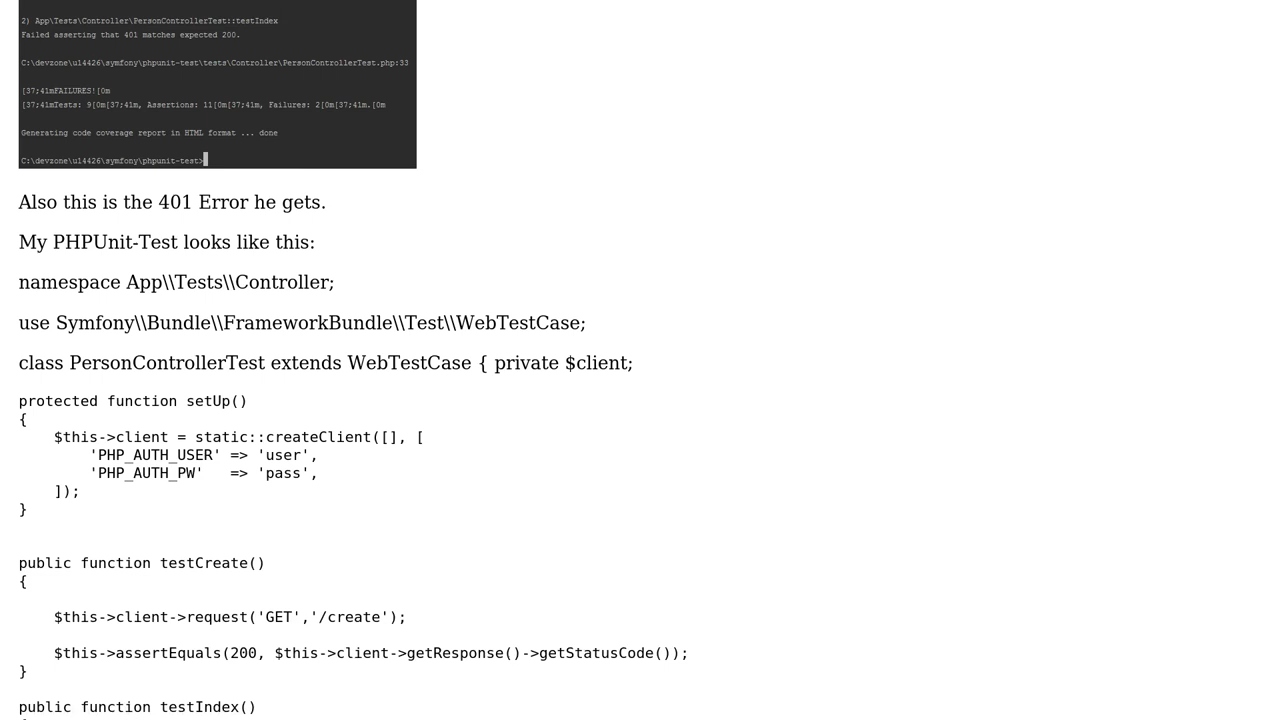 2) App\Tests\Controller\PersonControllerTest::testIndex
Failed asserting that 401 matches expected 200.
C:\devzone\u14426\symfony\phpunit-test\tests\Controller\PersonControllerTest.php:33
[37;41mFAILURES![0m
[37;41mTests: 9[0m[37;41m, Assertions: 11[0m[37;41m, Failures: 2[0m[37;41m.[0m
Generating code coverage report in HTML format ... done
C:\devzone\u14426\symfony\phpunit-test>
Also this is the 401 Error he gets.
My PHPUnit-Test looks like this:
namespace App\\Tests\\Controller;
use Symfony\\Bundle\\FrameworkBundle\\Test\\WebTestCase;
class PersonControllerTest extends WebTestCase { private $client;
protected function setUp()
{
    $this->client = static::createClient([], [
        'PHP_AUTH_USER' => 'user',
        'PHP_AUTH_PW'   => 'pass',
    ]);
}
public function testCreate()
{
    $this->client->request('GET','/create');
    $this->assertEquals(200, $this->client->getResponse()->getStatusCode());
}
public function testIndex()